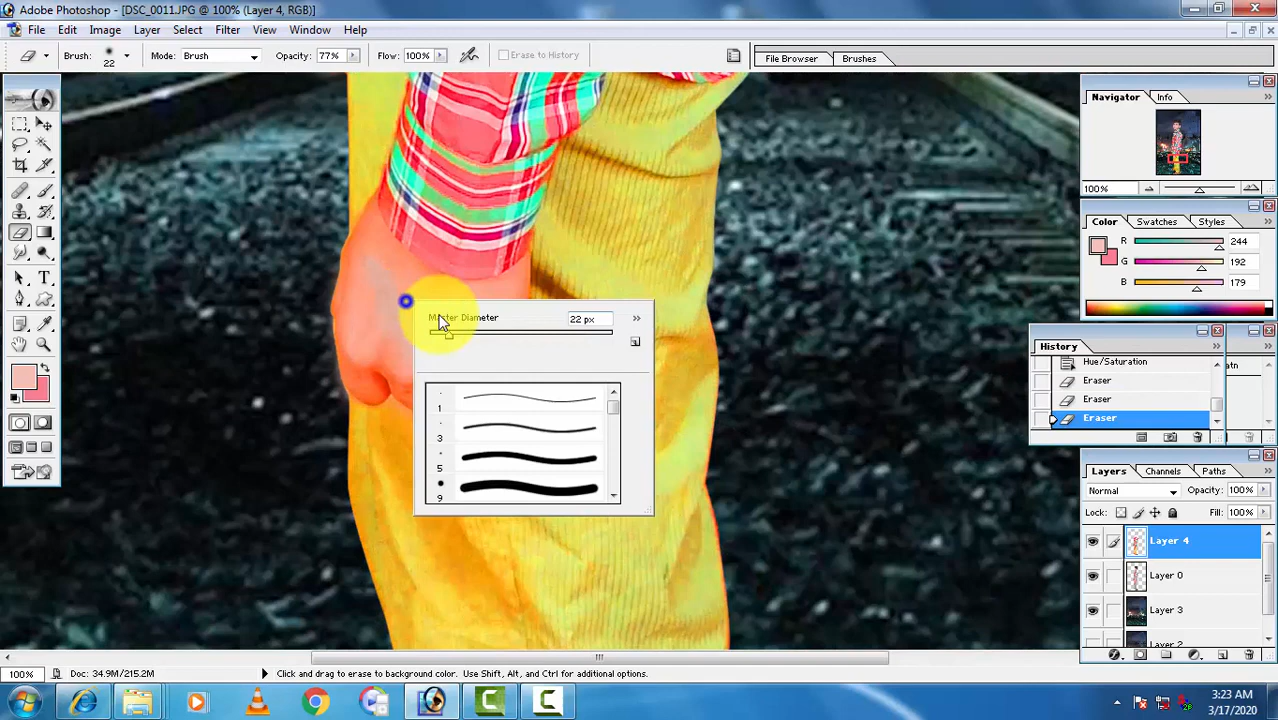 Adobe Photoshop - [DSC_0011.JPG @ 100% (Layer 4, RGB)]
File Edit Image Layer Select Filter View Window Help
Brush: 22 Mode: Brush Opacity: 77% Flow: 100% Erase to History File Browser Brushes
Navigator Info
100%
Color Swatches Styles
R 244
G 192
B 179
Master Diameter 22 px
1
3
5
9
History
Hue/Saturation
Eraser
Eraser
Eraser
Layers Channels Paths
Normal Opacity: 100%
Lock: Fill: 100%
Layer 4
Layer 0
Layer 3
Layer 2
100% Doc: 34.9M/215.2M Click and drag to erase to background color. Use Shift, Alt, and Ctrl for additional options.
3:23 AM
3/17/2020